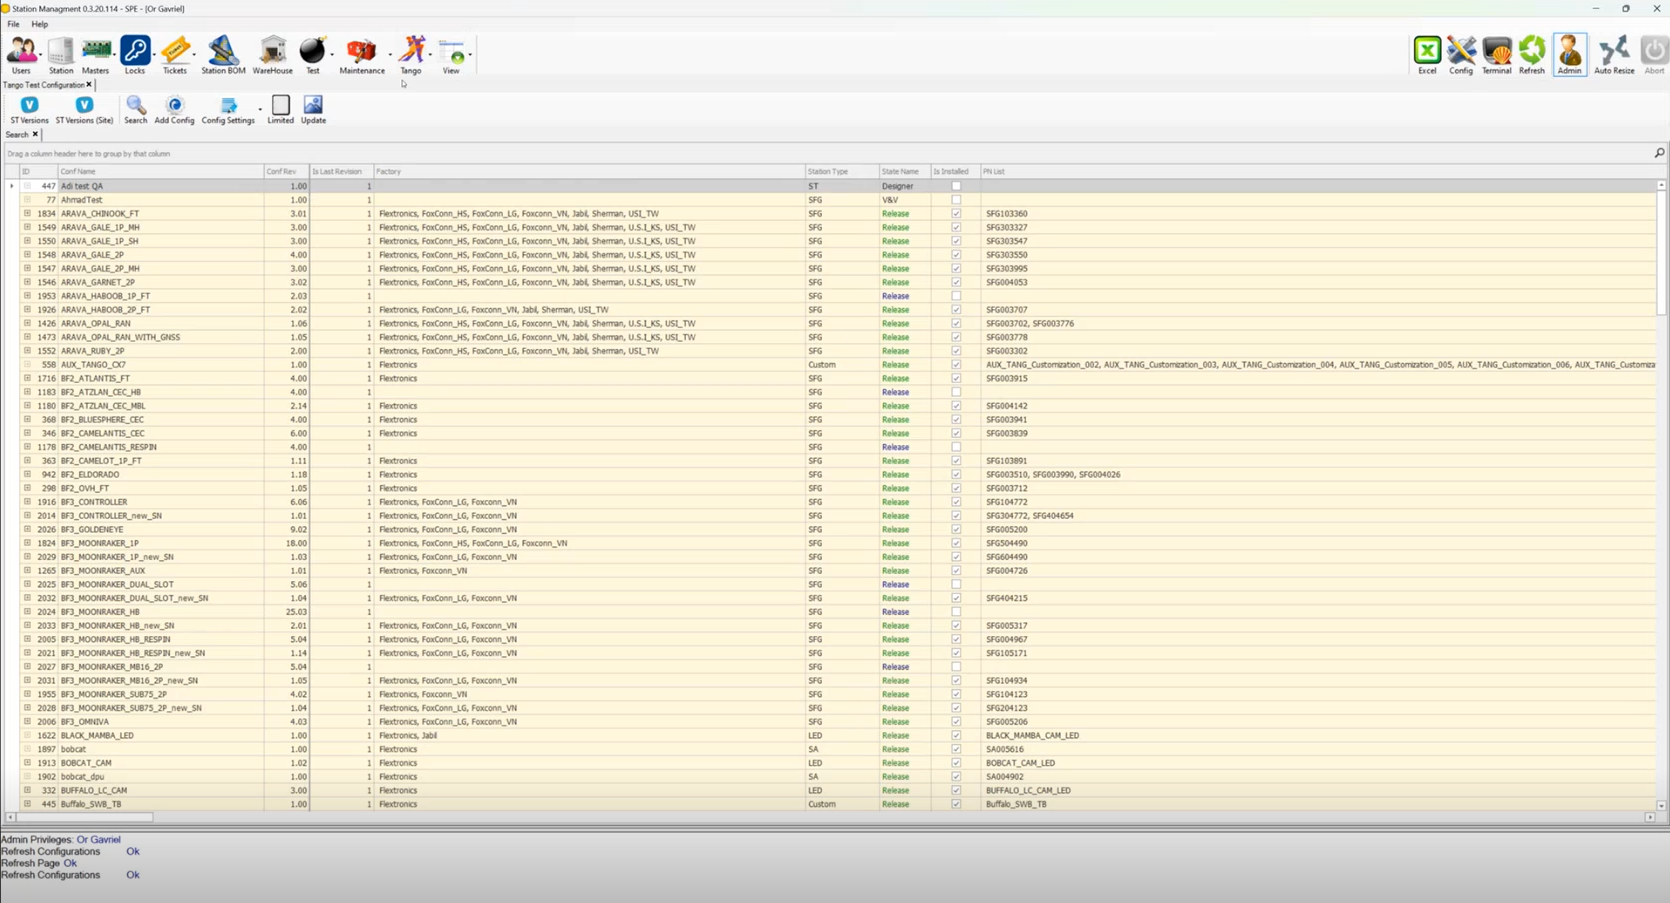 Station Managment 0.3.20.114 - SPE - [Or Gavriel]
File Help
Users Station Masters Locks Tickets Station BOM WareHouse Test Maintenance Tango View Excel Config Terminal Refresh Admin Auto Resize Abort
Tango Test Configuration
ST Versions ST Versions (Site) Search Add Config Config Settings Limited Update
Search
Drag a column header here to group by that column
ID Conf Name Conf Rev Is Last Revision Factory Station Type State Name Is Installed PN List
447 Adi test QA 1.00 1 ST Designer
77 AhmadTest 1.00 1 SFG V&V
1834 ARAVA_CHINOOK_FT 3.01 1 Flextronics, FoxConn_HS, FoxConn_LG, Foxconn_VN, Jabil, Sherman, USI_TW SFG Release SFG103360
1549 ARAVA_GALE_1P_MH 3.00 1 Flextronics, FoxConn_HS, FoxConn_LG, Foxconn_VN, Jabil, Sherman, U.S.I_KS, USI_TW SFG Release SFG303327
1550 ARAVA_GALE_1P_SH 3.00 1 Flextronics, FoxConn_HS, FoxConn_LG, Foxconn_VN, Jabil, Sherman, U.S.I_KS, USI_TW SFG Release SFG303547
1548 ARAVA_GALE_2P 4.00 1 Flextronics, FoxConn_HS, FoxConn_LG, Foxconn_VN, Jabil, Sherman, U.S.I_KS, USI_TW SFG Release SFG303550
1547 ARAVA_GALE_2P_MH 3.00 1 Flextronics, FoxConn_HS, FoxConn_LG, Foxconn_VN, Jabil, Sherman, U.S.I_KS, USI_TW SFG Release SFG303995
1546 ARAVA_GARNET_2P 3.02 1 Flextronics, FoxConn_HS, FoxConn_LG, Foxconn_VN, Jabil, Sherman, U.S.I_KS, USI_TW SFG Release SFG004053
1953 ARAVA_HABOOB_1P_FT 2.03 1 SFG Release
1926 ARAVA_HABOOB_2P_FT 2.02 1 Flextronics, FoxConn_LG, Foxconn_VN, Jabil, Sherman, USI_TW SFG Release SFG003707
1426 ARAVA_OPAL_RAN 1.06 1 Flextronics, FoxConn_HS, FoxConn_LG, Foxconn_VN, Jabil, Sherman, U.S.I_KS, USI_TW SFG Release SFG003702, SFG003776
1473 ARAVA_OPAL_RAN_WITH_GNSS 1.05 1 Flextronics, FoxConn_HS, FoxConn_LG, Foxconn_VN, Jabil, Sherman, U.S.I_KS, USI_TW SFG Release SFG003778
1552 ARAVA_RUBY_2P 2.00 1 Flextronics, FoxConn_HS, FoxConn_LG, Foxconn_VN, Jabil, Sherman, USI_TW SFG Release SFG003302
558 AUX_TANGO_CX7 1.00 1 Flextronics Custom Release AUX_TANG_Customization_002, AUX_TANG_Customization_003, AUX_TANG_Customization_004, AUX_TANG_Customization_005, AUX_TANG_Customization_006, AUX_TANG_Customiza
1716 BF2_ATLANTIS_FT 4.00 1 Flextronics SFG Release SFG003915
1183 BF2_ATZLAN_CEC_HB 4.00 1 SFG Release
1180 BF2_ATZLAN_CEC_MBL 2.14 1 Flextronics SFG Release SFG004142
368 BF2_BLUESPHERE_CEC 4.00 1 Flextronics SFG Release SFG003941
346 BF2_CAMELANTIS_CEC 6.00 1 Flextronics SFG Release SFG003839
1178 BF2_CAMELANTIS_RESPIN 4.00 1 SFG Release
363 BF2_CAMELOT_1P_FT 1.11 1 Flextronics SFG Release SFG103891
942 BF2_ELDORADO 1.18 1 Flextronics SFG Release SFG003510, SFG003990, SFG004026
298 BF2_OVH_FT 1.05 1 Flextronics SFG Release SFG003712
1916 BF3_CONTROLLER 6.06 1 Flextronics, FoxConn_LG, Foxconn_VN SFG Release SFG104772
2014 BF3_CONTROLLER_new_SN 1.01 1 Flextronics, FoxConn_LG, Foxconn_VN SFG Release SFG304772, SFG404654
2026 BF3_GOLDENEYE 9.02 1 Flextronics, FoxConn_LG, Foxconn_VN SFG Release SFG005200
1824 BF3_MOONRAKER_1P 18.00 1 Flextronics, FoxConn_HS, FoxConn_LG, Foxconn_VN SFG Release SFG504490
2029 BF3_MOONRAKER_1P_new_SN 1.03 1 Flextronics, FoxConn_LG, Foxconn_VN SFG Release SFG604490
1265 BF3_MOONRAKER_AUX 1.01 1 Flextronics, Foxconn_VN SFG Release SFG004726
2025 BF3_MOONRAKER_DUAL_SLOT 5.06 1 SFG Release
2032 BF3_MOONRAKER_DUAL_SLOT_new_SN 1.04 1 Flextronics, FoxConn_LG, Foxconn_VN SFG Release SFG404215
2024 BF3_MOONRAKER_HB 25.03 1 SFG Release
2033 BF3_MOONRAKER_HB_new_SN 2.01 1 Flextronics, FoxConn_LG, Foxconn_VN SFG Release SFG005317
2005 BF3_MOONRAKER_HB_RESPIN 5.04 1 Flextronics, FoxConn_LG, Foxconn_VN SFG Release SFG004967
2021 BF3_MOONRAKER_HB_RESPIN_new_SN 1.14 1 Flextronics, FoxConn_LG, Foxconn_VN SFG Release SFG105171
2027 BF3_MOONRAKER_MB16_2P 5.04 1 SFG Release
2031 BF3_MOONRAKER_MB16_2P_new_SN 1.05 1 Flextronics, FoxConn_LG, Foxconn_VN SFG Release SFG104934
1955 BF3_MOONRAKER_SUB75_2P 4.02 1 Flextronics, Foxconn_VN SFG Release SFG104123
2028 BF3_MOONRAKER_SUB75_2P_new_SN 1.04 1 Flextronics, FoxConn_LG, Foxconn_VN SFG Release SFG204123
2006 BF3_OMNIVA 4.03 1 Flextronics, FoxConn_LG, Foxconn_VN SFG Release SFG005206
1622 BLACK_MAMBA_LED 1.00 1 Flextronics, Jabil LED Release BLACK_MAMBA_CAM_LED
1897 bobcat 1.00 1 Flextronics SA Release SA005616
1913 BOBCAT_CAM 1.02 1 Flextronics LED Release BOBCAT_CAM_LED
1902 bobcat_dpu 1.00 1 Flextronics SA Release SA004902
332 BUFFALO_LC_CAM 3.00 1 Flextronics LED Release BUFFALO_LC_CAM_LED
445 Buffalo_SWB_TB 1.00 1 Flextronics Custom Release Buffalo_SWB_TB
Admin Privileges: Or Gavriel
Refresh Configurations Ok
Refresh Page Ok
Refresh Configurations Ok